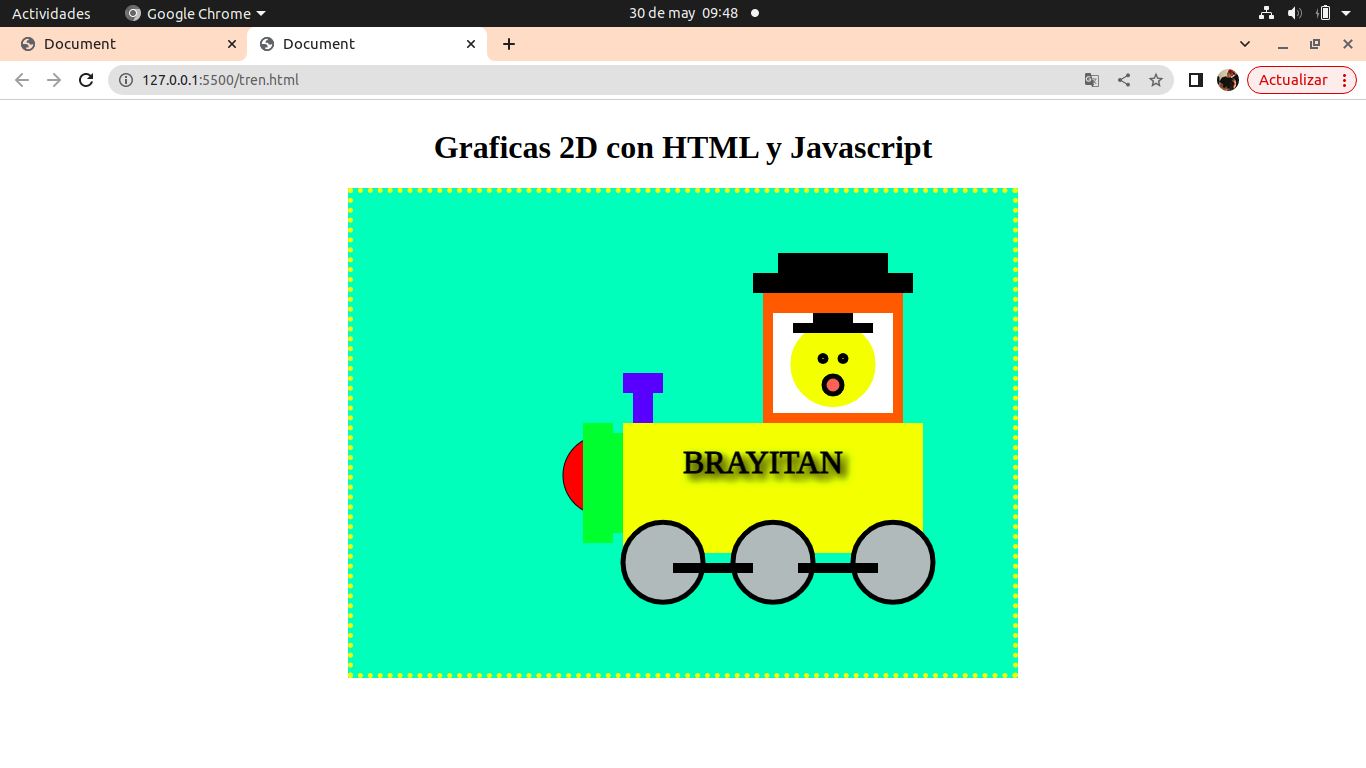 Actividades Google Chrome 30 de may 09:48
Document Document
127.0.0.1:5500/tren.html Actualizar
Graficas 2D con HTML y Javascript
BRAYITAN